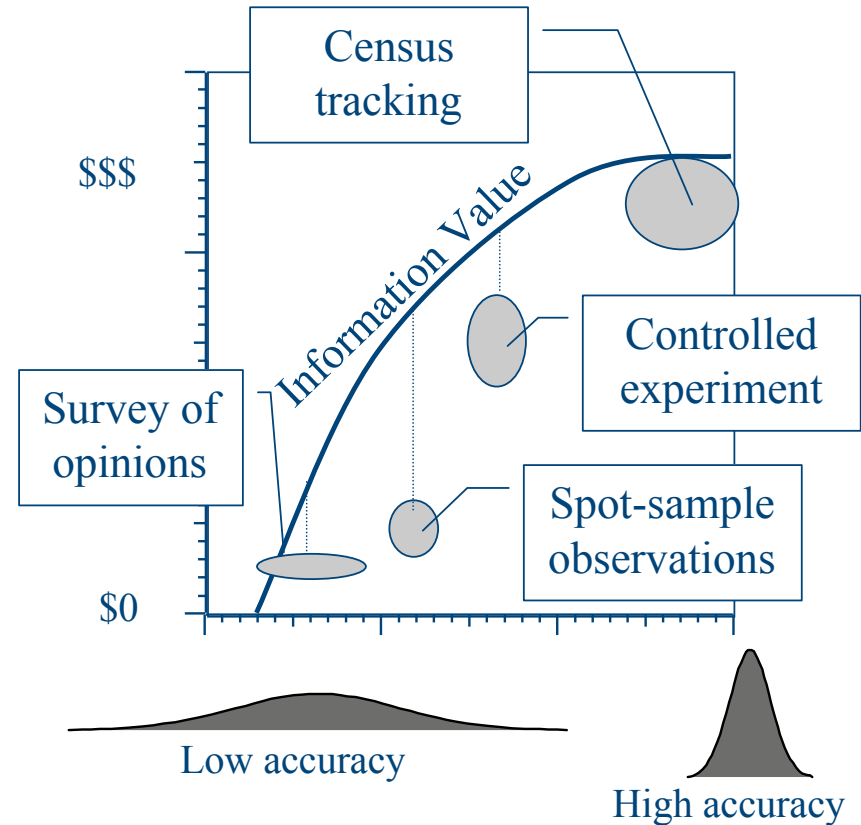 Census
tracking
$$$
Information Value
Controlled
experiment
Survey of
opinions
Spot-sample
observations
$0
Low accuracy
High accuracy